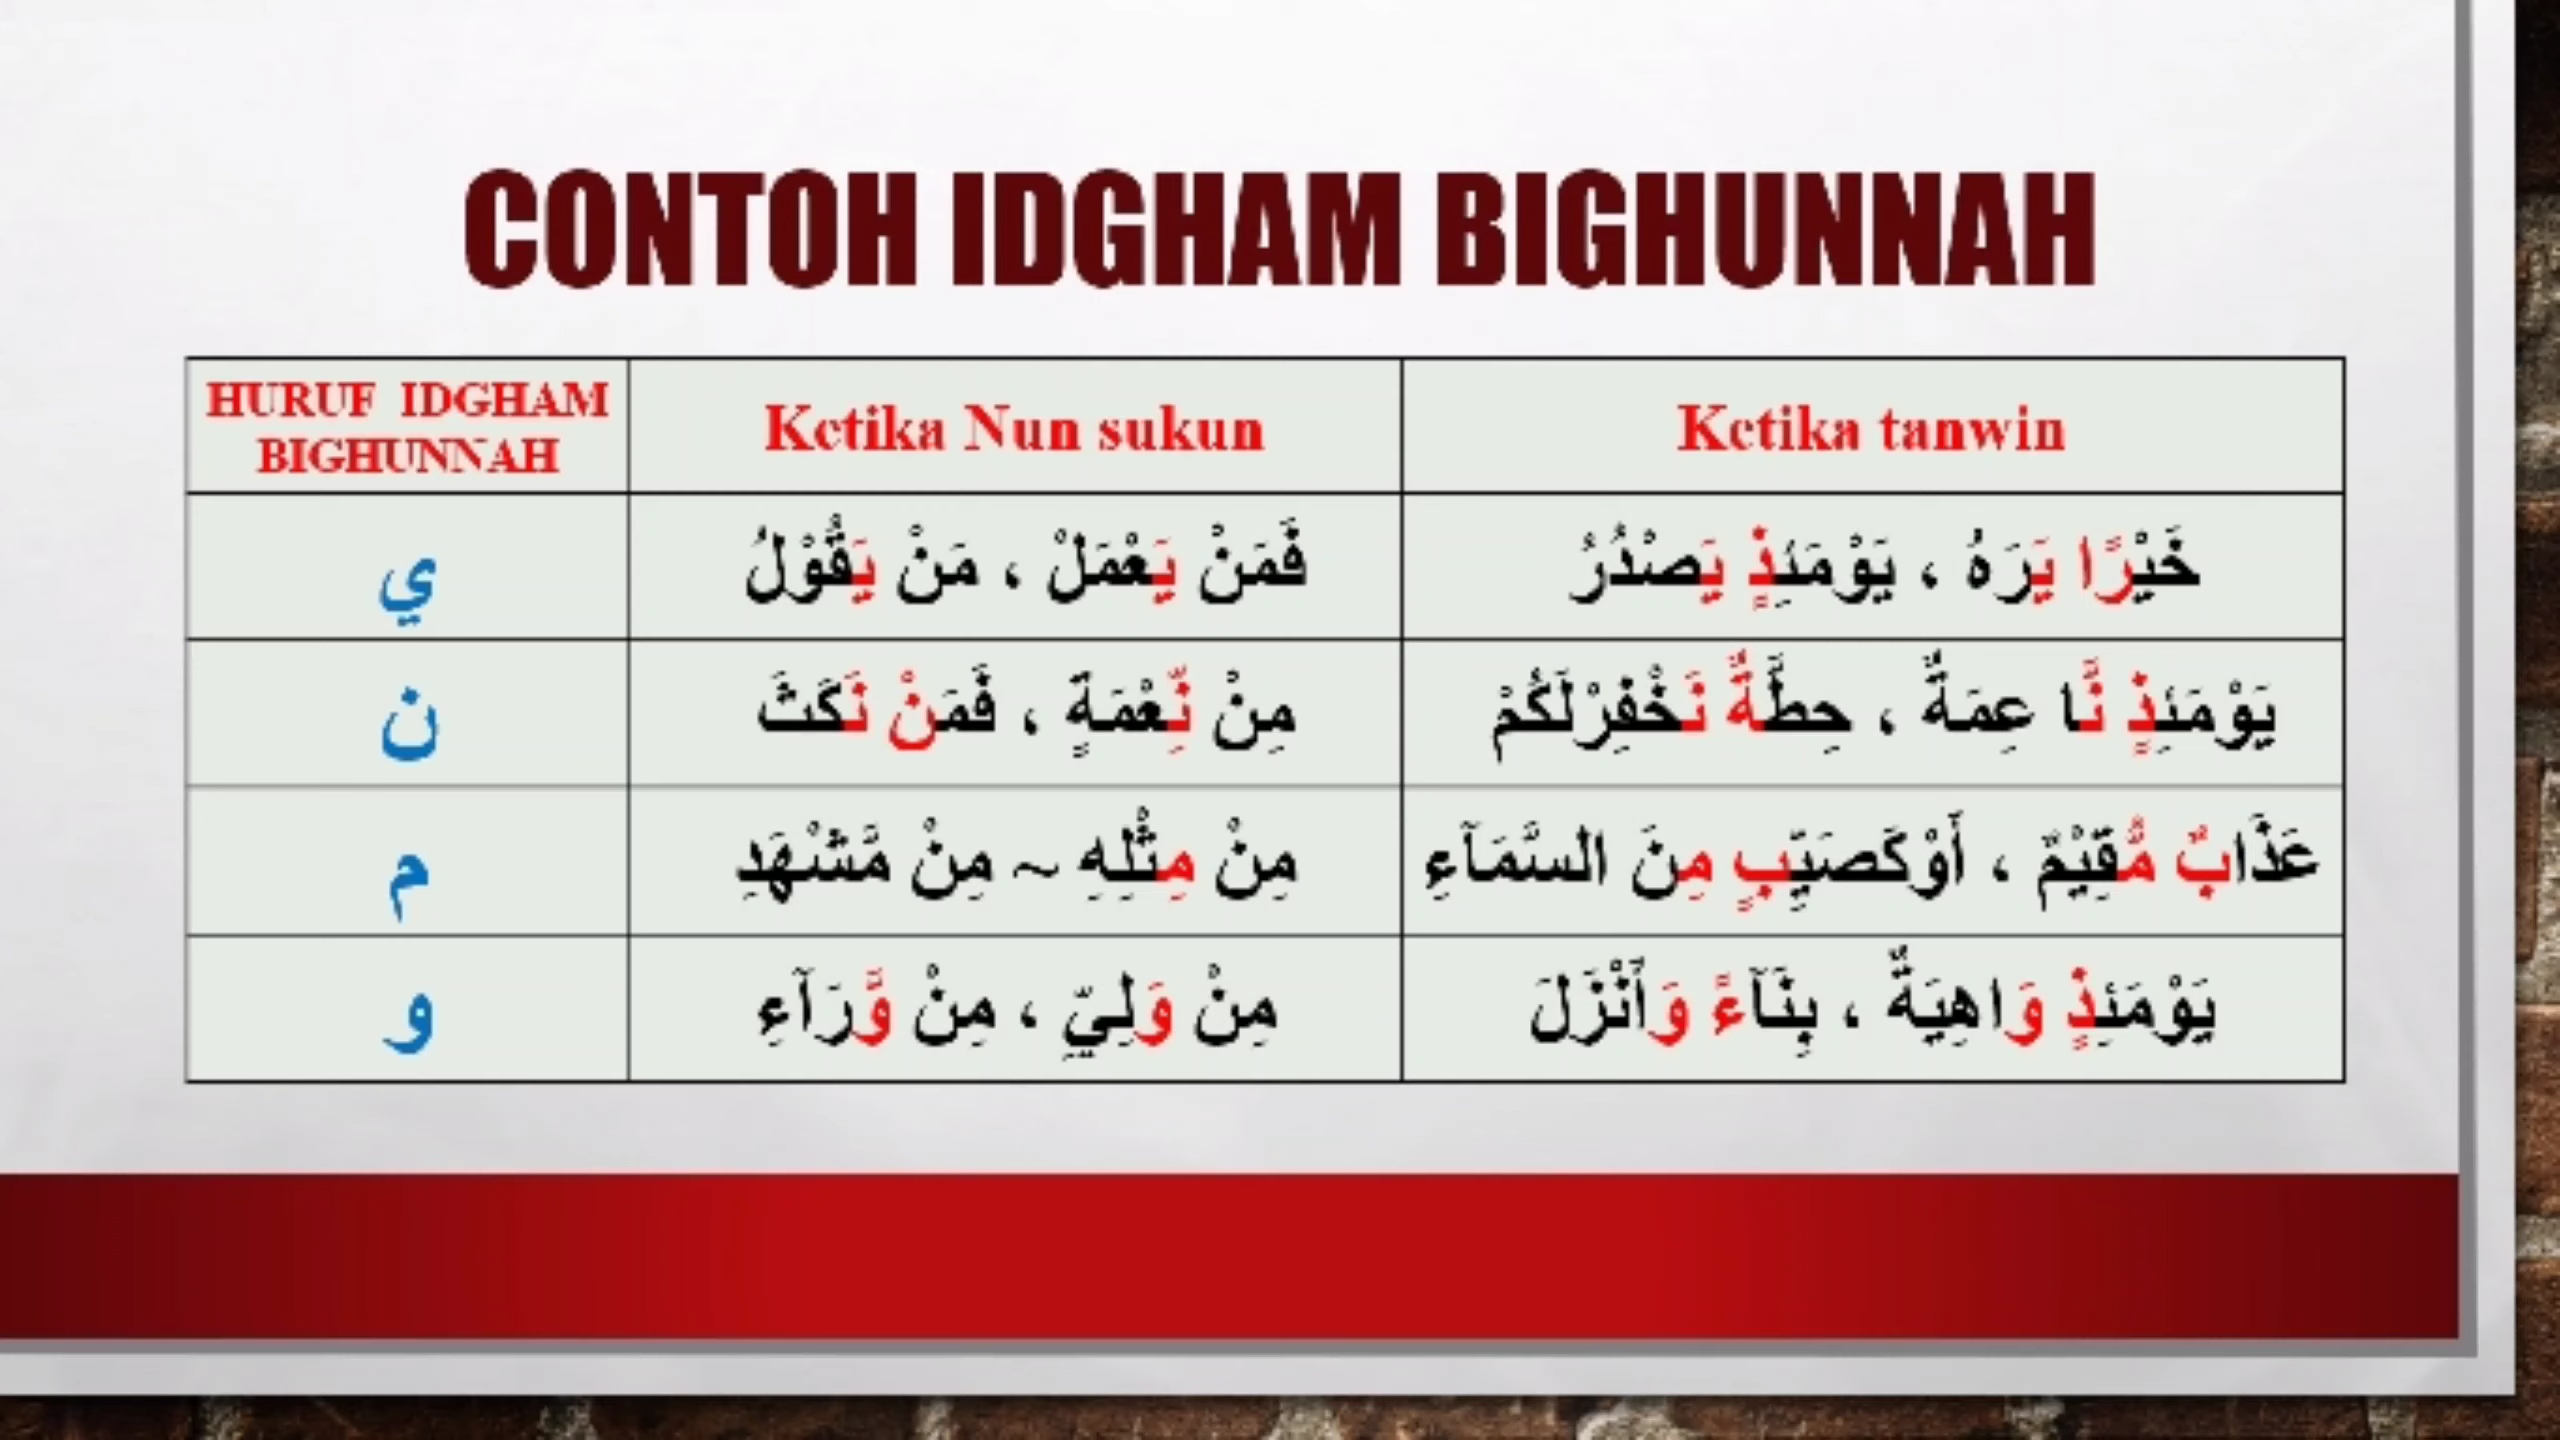 CONTOH IDGHAM BIGHUNNAH
HURUF IDGHAM BIGHUNNAH
Ketika Nun sukun
Ketika tanwin
ي
فَمَنْ يَعْمَلْ ، مَنْ يَقُوْلُ
خَيْرًا يَرَهُ ، يَوْمَئِذٍ يَصْدُرُ
ن
مِنْ نِّعْمَةٍ ، فَمَنْ نَكَثَ
يَوْمَئِذٍ نَّا عِمَةٌ ، حِطَّةٌ نَخْفِرْلَكُمْ
م
مِنْ مِثْلِهِ ~ مِنْ مَّشْهَدِ
عَذَابٌ مُّقِيْمٌ ، أَوْكَصَيِّبٍ مِنَ السَّمَآءِ
و
مِنْ وَلِيِّ ، مِنْ وَّرَآءِ
يَوْمَئِذٍ وَاهِيَةٌ ، بِنَآءً وَأَنْزَلَ